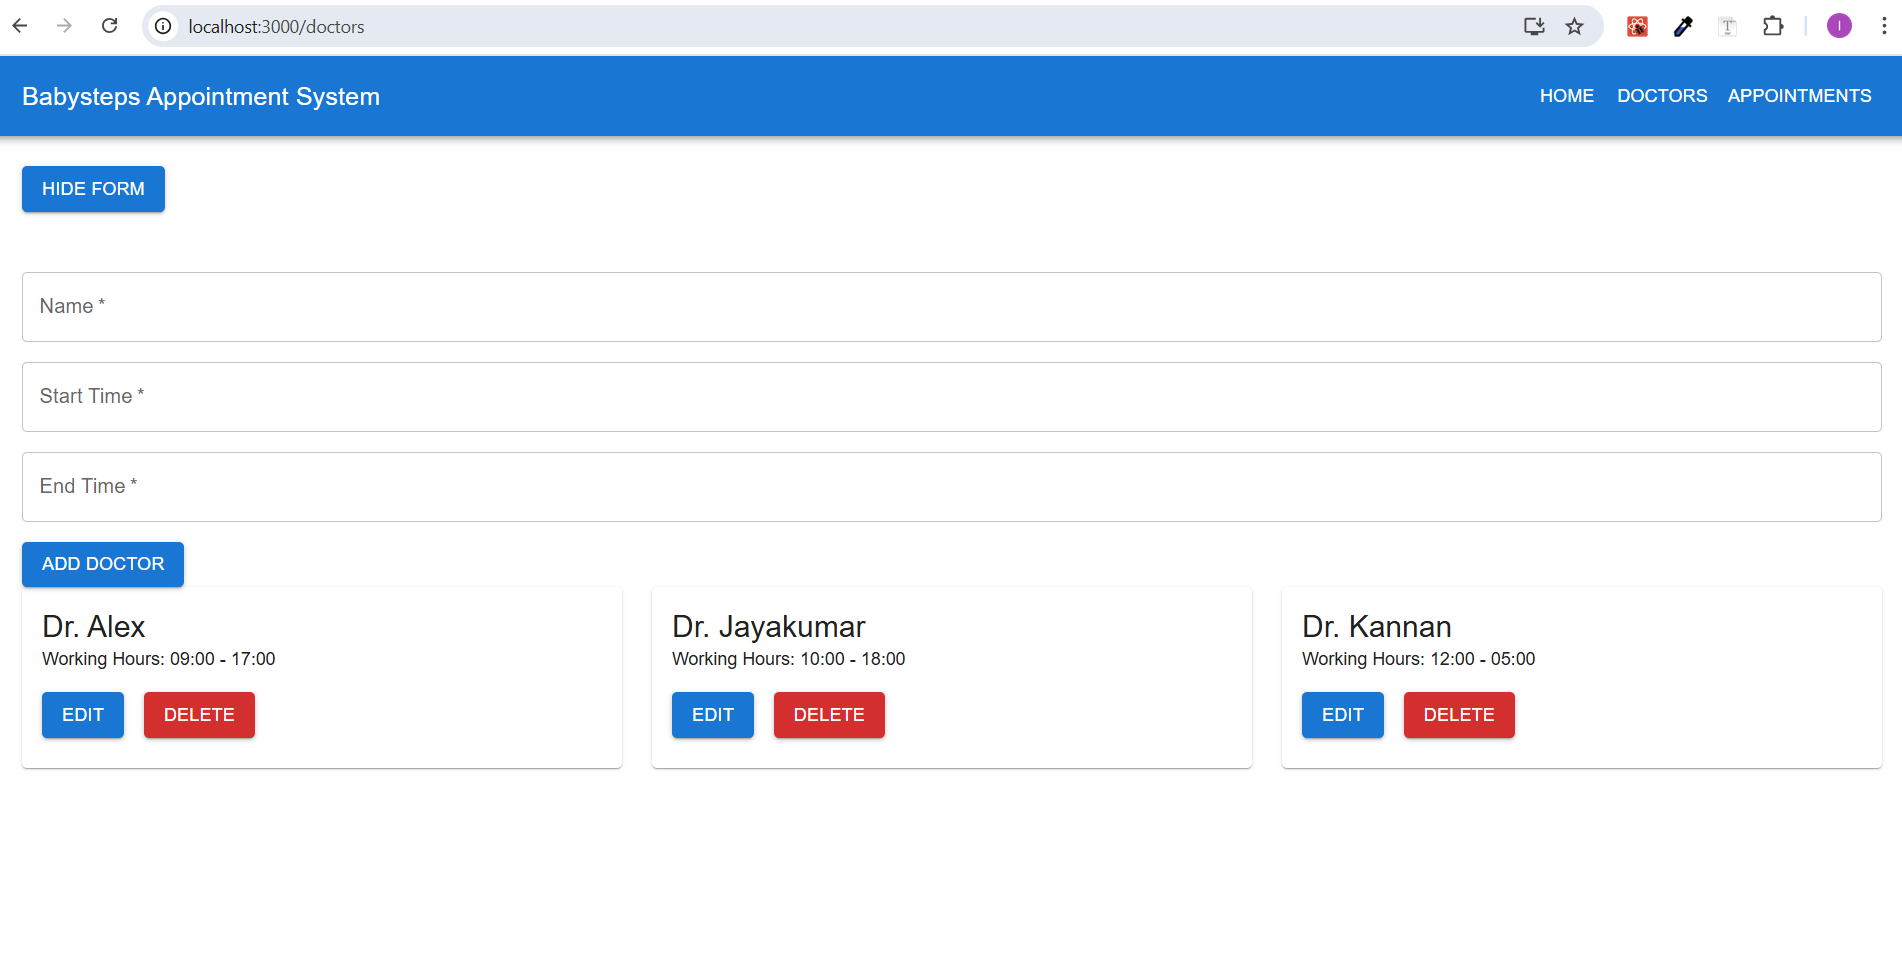 localhost:3000/doctors
Babysteps Appointment System
HOME DOCTORS APPOINTMENTS
HIDE FORM
Name *
Start Time *
End Time *
ADD DOCTOR
Dr. Alex
Working Hours: 09:00 - 17:00
EDIT DELETE
Dr. Jayakumar
Working Hours: 10:00 - 18:00
EDIT DELETE
Dr. Kannan
Working Hours: 12:00 - 05:00
EDIT DELETE